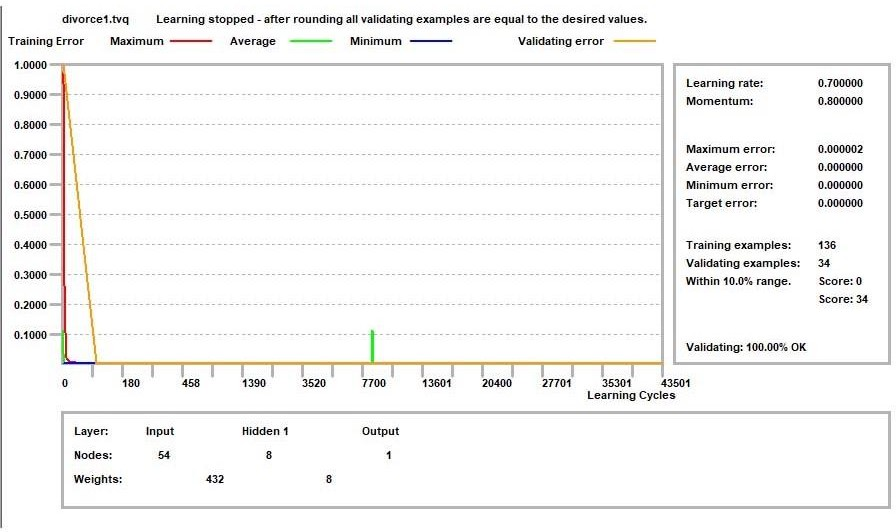 divorce1.tvq Learning stopped - after rounding all validating examples are equal to the desired values.
Training Error Maximum Average Minimum Validating error
1.0000
0.9000
0.8000
0.7000
0.6000
0.5000
0.4000
0.3000
0.2000
0.1000
0 180 458 1390 3520 7700 13601 20400 27701 35301 43501
Learning Cycles
Learning rate: 0.700000
Momentum: 0.800000
Maximum error: 0.000002
Average error: 0.000000
Minimum error: 0.000000
Target error: 0.000000
Training examples: 136
Validating examples: 34
Within 10.0% range. Score: 0
Score: 34
Validating: 100.00% OK
Layer: Input Hidden 1 Output
Nodes: 54 8 1
Weights: 432 8